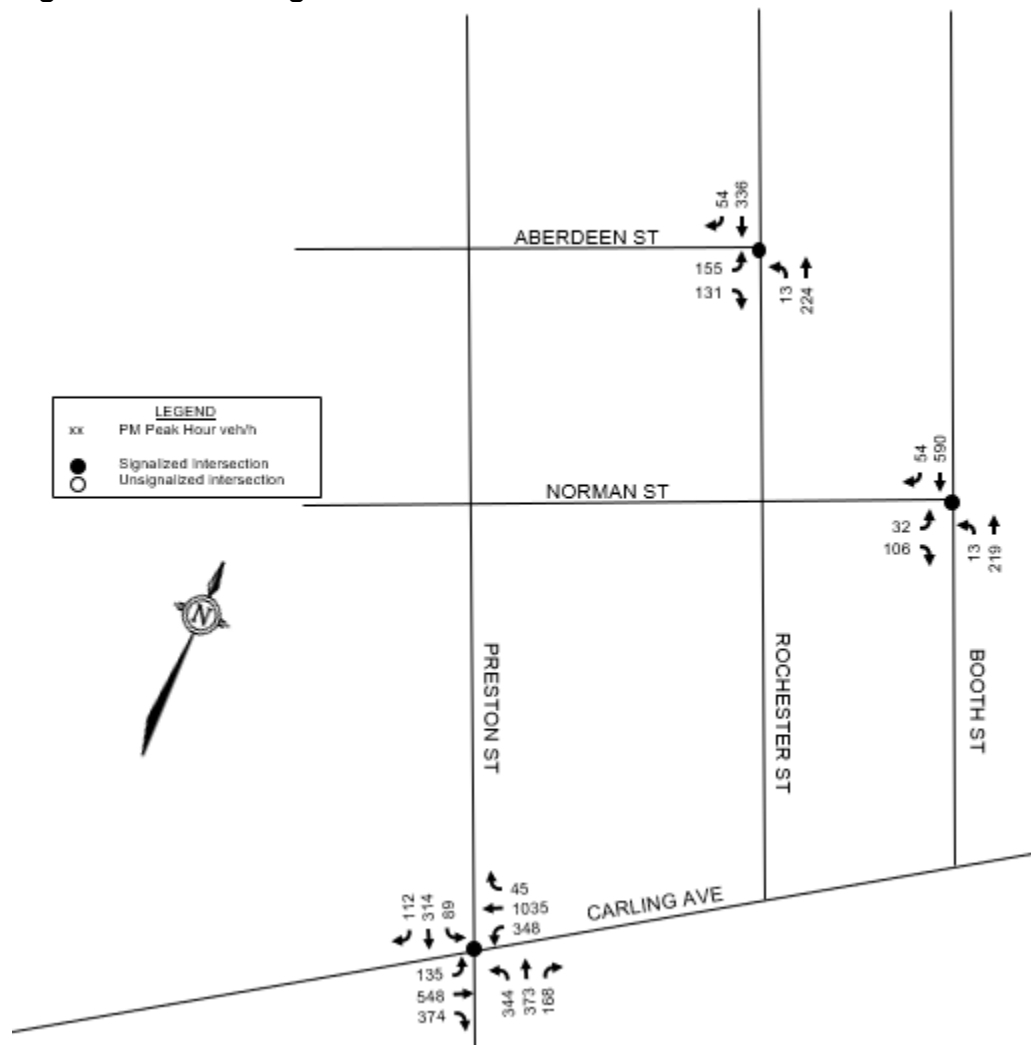 54
336
ABERDEEN ST
155
131
13
224
LEGEND
xx PM Peak Hour veh/h
Signalized Intersection
Unsignalized intersection
54
590
NORMAN ST
32
106
13
219
N
PRESTON ST
ROCHESTER ST
BOOTH ST
112
314
89
45
1035
348
CARLING AVE
135
548
374
344
373
168